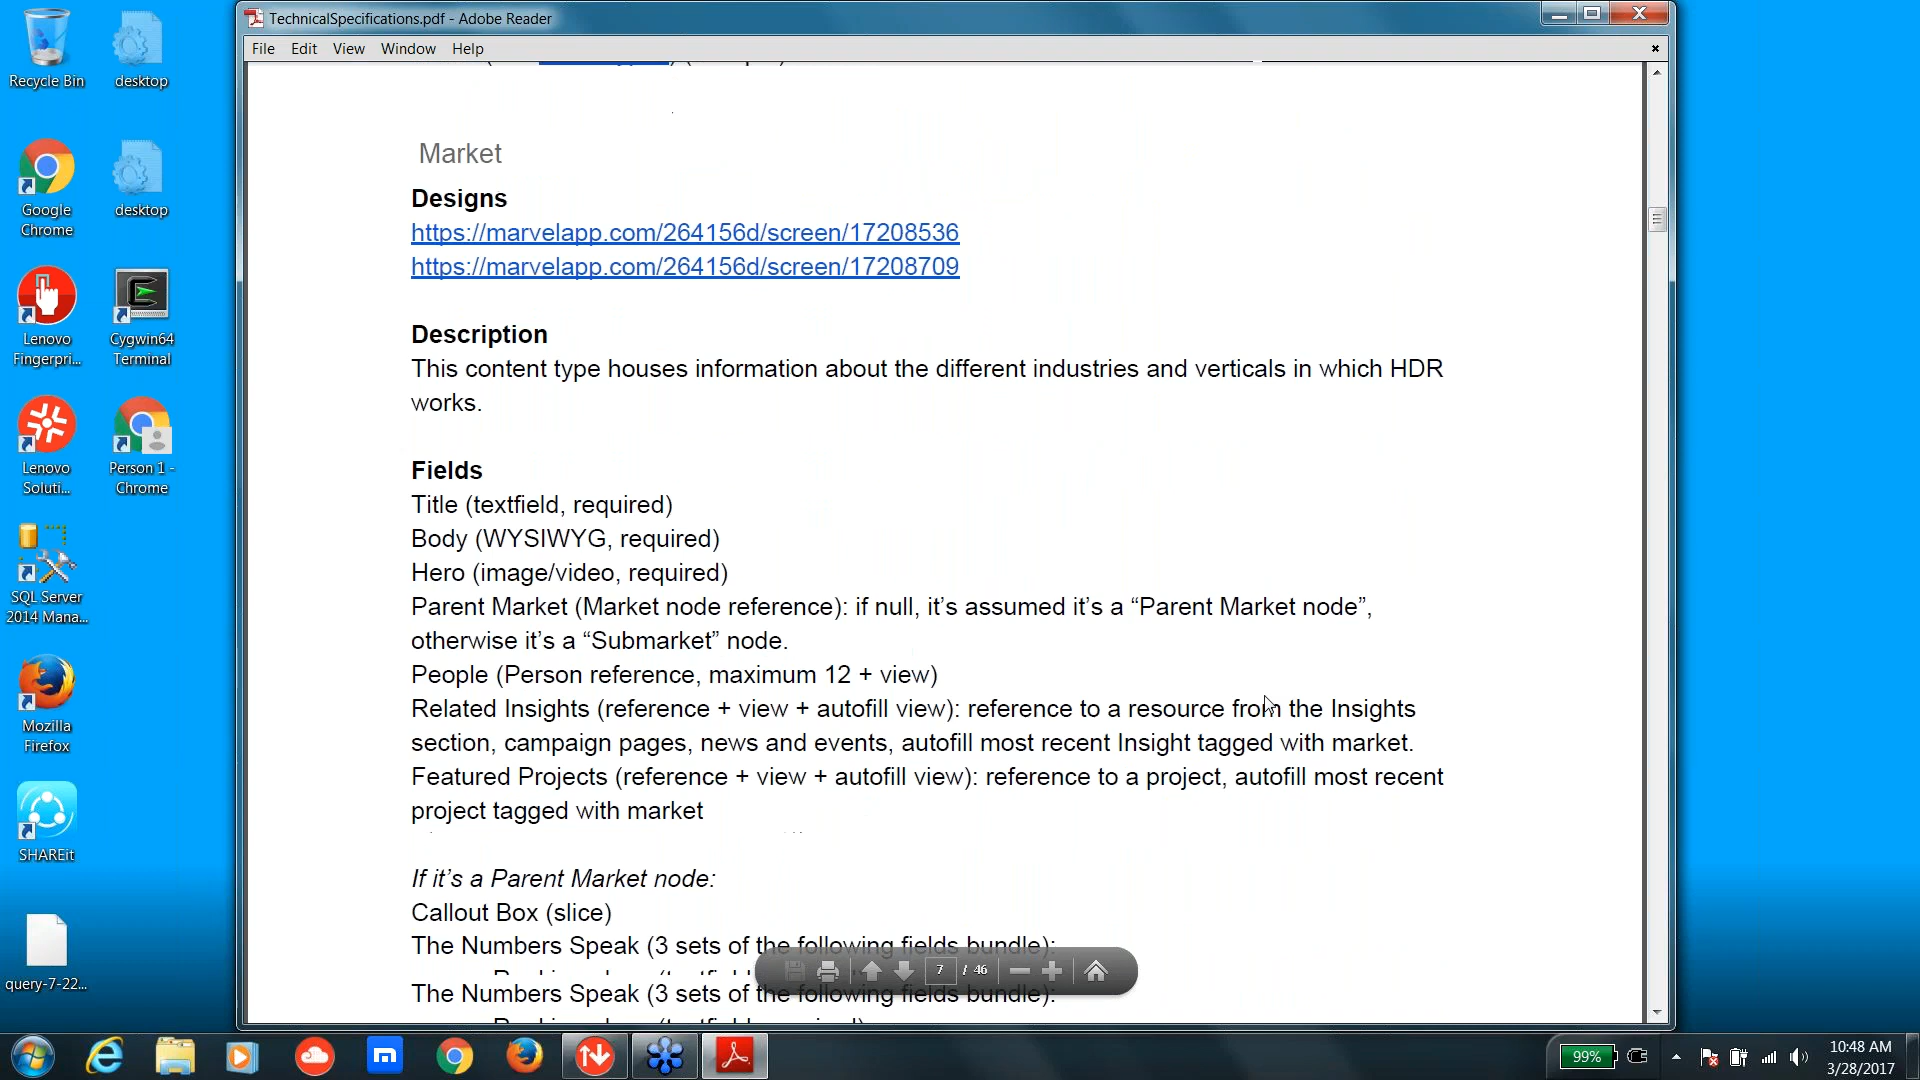 TechnicalSpecifications.pdf - Adobe Reader
File Edit View Window Help
Market
Designs
https://marvelapp.com/264156d/screen/17208536
https://marvelapp.com/264156d/screen/17208709
Description
This content type houses information about the different industries and verticals in which HDR
works.
Fields
Title (textfield, required)
Body (WYSIWYG, required)
Hero (image/video, required)
Parent Market (Market node reference): if null, it’s assumed it’s a “Parent Market node”,
otherwise it’s a “Submarket” node.
People (Person reference, maximum 12 + view)
Related Insights (reference + view + autofill view): reference to a resource from the Insights
section, campaign pages, news and events, autofill most recent Insight tagged with market.
Featured Projects (reference + view + autofill view): reference to a project, autofill most recent
project tagged with market
If it’s a Parent Market node:
Callout Box (slice)
The Numbers Speak (3 sets of the following fields bundle):
7 / 46
The Numbers Speak (3 sets of the following fields bundle):
Recycle Bin
desktop
Google
Chrome
desktop
Lenovo
Fingerpri...
Cygwin64
Terminal
Lenovo
Soluti...
Person 1 -
Chrome
SQL Server
2014 Mana...
Mozilla
Firefox
SHAREit
query-7-22...
99%
10:48 AM
3/28/2017